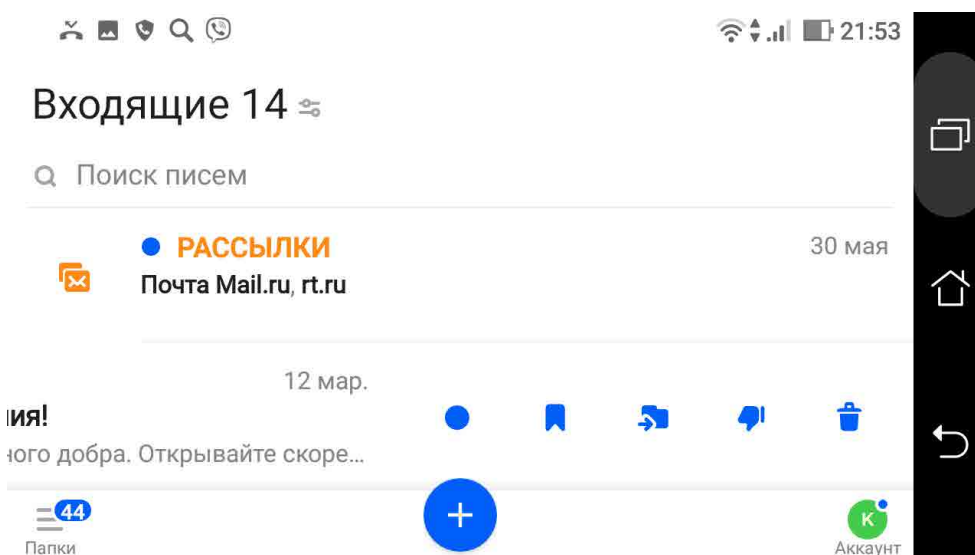 21:53
Входящие 14
Поиск писем
РАССЫЛКИ
30 мая
Почта Mail.ru, rt.ru
12 мар.
ия!
ного добра. Открывайте скоре...
44
Папки
K
Аккаунт